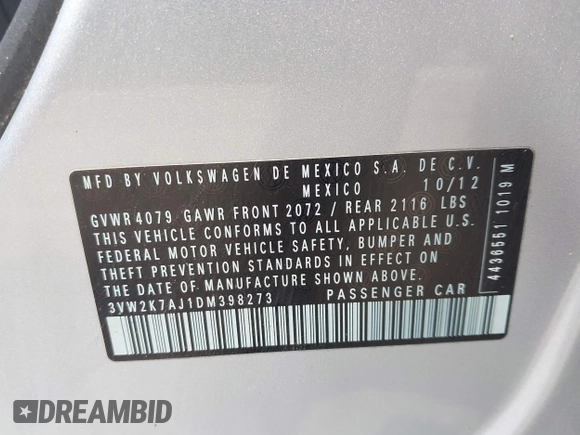 MFD BY VOLKSWAGEN DE MEXICO S.A. DE C.V.
MEXICO 10/12
GVWR 4079 GAWR FRONT 2072 / REAR 2116 LBS
THIS VEHICLE CONFORMS TO ALL APPLICABLE U.S.
FEDERAL MOTOR VEHICLE SAFETY, BUMPER AND
THEFT PREVENTION STANDARDS IN EFFECT ON
THE DATE OF MANUFACTURE SHOWN ABOVE.
3VW2K7AJ1DM398273 PASSENGER CAR
4436551 1019 M
DREAMBID